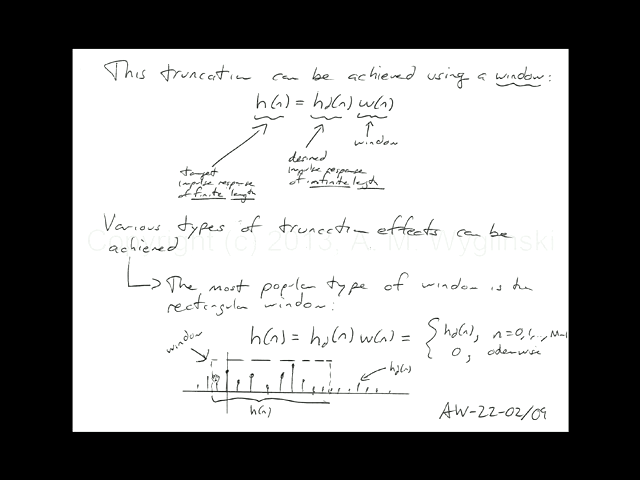 This truncation can be achieved using a window:
h(n) = hd(n) w(n)
window
target
impulse response
of finite length
desired
impulse response
of infinite length
Various types of truncation effects can be
achieved
Copyright (c) 2013, A. M. Wyglinski
The most popular type of window is the
rectangular window:
h(n) = hd(n) w(n) = { hd(n), n=0,1,..., M-1
0, otherwise
window
hd(n)
h(n)
AW-22-02/09